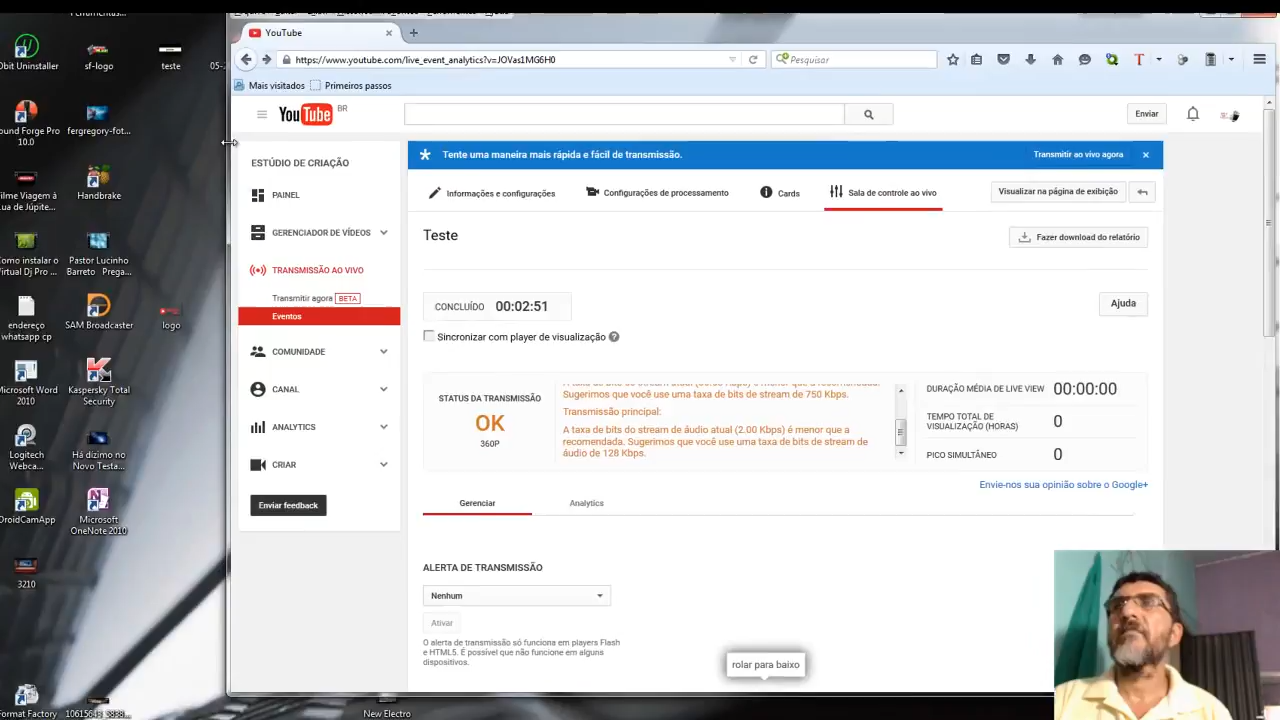 Ferramentas...
YouTube
https://www.youtube.com/live_event_analytics?v=JOVas1MG6H0
Pesquisar
Mais visitados
Primeiros passos
YouTube BR
Enviar
ESTÚDIO DE CRIAÇÃO
PAINEL
GERENCIADOR DE VÍDEOS
TRANSMISSÃO AO VIVO
Transmitir agora BETA
Eventos
COMUNIDADE
CANAL
ANALYTICS
CRIAR
Enviar feedback
Tente uma maneira mais rápida e fácil de transmissão.
Transmitir ao vivo agora
Informações e configurações
Configurações de processamento
Cards
Sala de controle ao vivo
Visualizar na página de exibição
Teste
Fazer download do relatório
CONCLUÍDO 00:02:51
Ajuda
Sincronizar com player de visualização ?
STATUS DA TRANSMISSÃO
OK
360P
Sugerimos que você use uma taxa de bits de stream de 750 Kbps.
Transmissão principal:
A taxa de bits do stream de áudio atual (2.00 Kbps) é menor que a
recomendada. Sugerimos que você use uma taxa de bits de stream de
áudio de 128 Kbps.
DURAÇÃO MÉDIA DE LIVE VIEW 00:00:00
TEMPO TOTAL DE
VISUALIZAÇÃO (HORAS) 0
PICO SIMULTÂNEO 0
Envie-nos sua opinião sobre o Google+
Gerenciar
Analytics
ALERTA DE TRANSMISSÃO
Nenhum
Ativar
O alerta de transmissão só funciona em players Flash
e HTML5. É possível que não funcione em alguns
dispositivos.
rolar para baixo
Obit Uninstaller
sf-logo
teste
05-
ound Forge Pro
10.0
fergregory-fot...
ilme Viagem à
ua de Júpite...
Handbrake
Como instalar o
Virtual Dj Pro ...
Pastor Lucinho
Barreto _Prega...
endereço
whatsapp cp
SAM Broadcaster
logo
Microsoft Word
2010
Kaspersky Total
Security
Logitech
Webca...
Há dízimo no
Novo Testa...
DroidCamApp
Microsoft
OneNote 2010
3210
Format Factory
New Electro